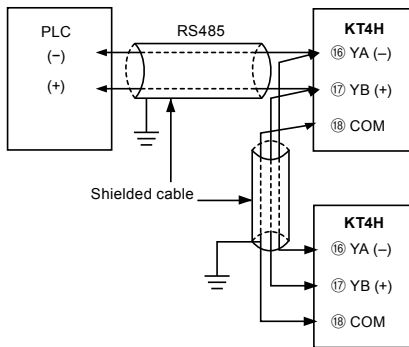 PLC
(–)
(+)
RS485
KT4H
⑯ YA (–)
⑰ YB (+)
⑱ COM
Shielded cable
KT4H
⑯ YA (–)
⑰ YB (+)
⑱ COM